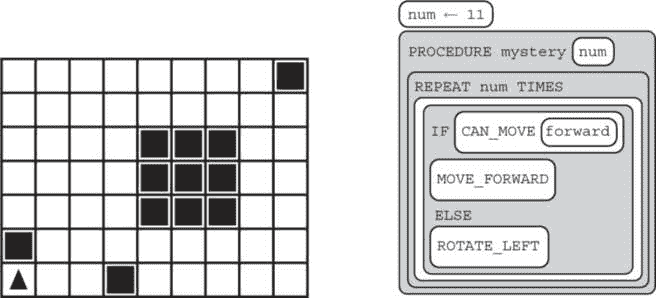 num ← 11
PROCEDURE mystery num
REPEAT num TIMES
IF CAN_MOVE forward
MOVE_FORWARD
ELSE
ROTATE_LEFT